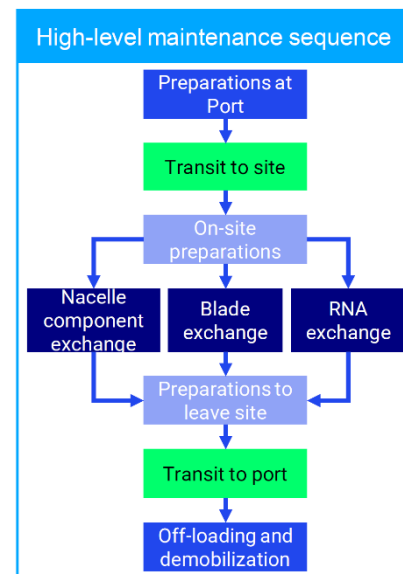 High-level maintenance sequence
Preparations at
Port
Transit to site
On-site
preparations
Nacelle
component
exchange
Blade
exchange
RNA
exchange
Preparations to
leave site
Transit to port
Off-loading and
demobilization